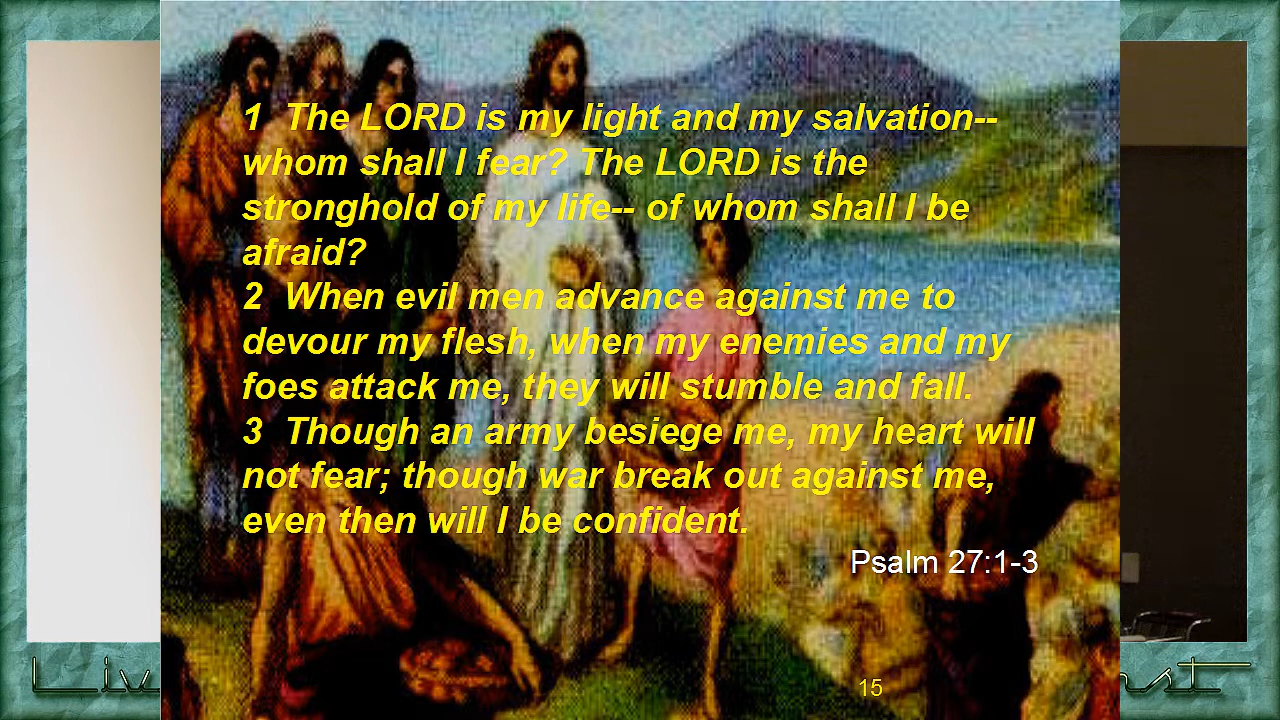 1 The LORD is my light and my salvation--
whom shall I fear? The LORD is the
stronghold of my life-- of whom shall I be
afraid?
2 When evil men advance against me to
devour my flesh, when my enemies and my
foes attack me, they will stumble and fall.
3 Though an army besiege me, my heart will
not fear; though war break out against me,
even then will I be confident.
Psalm 27:1-3
15